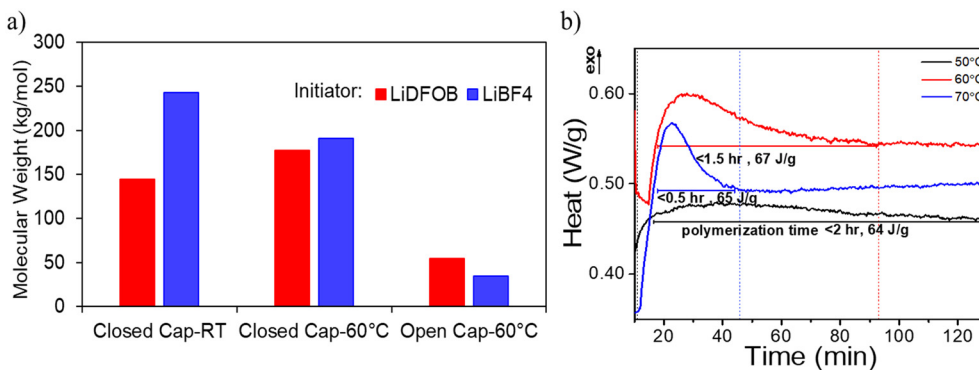 a)
Molecular Weight (kg/mol)
300
250
200
150
100
50
0
Initiator: LiDFOB LiBF4
Closed Cap-RT Closed Cap-60°C Open Cap-60°C
b)
exo
Heat (W/g)
0.60
0.50
0.40
50°C
60°C
70°C
<1.5 hr , 67 J/g
<0.5 hr , 65 J/g
polymerization time <2 hr, 64 J/g
20 40 60 80 100 120
Time (min)